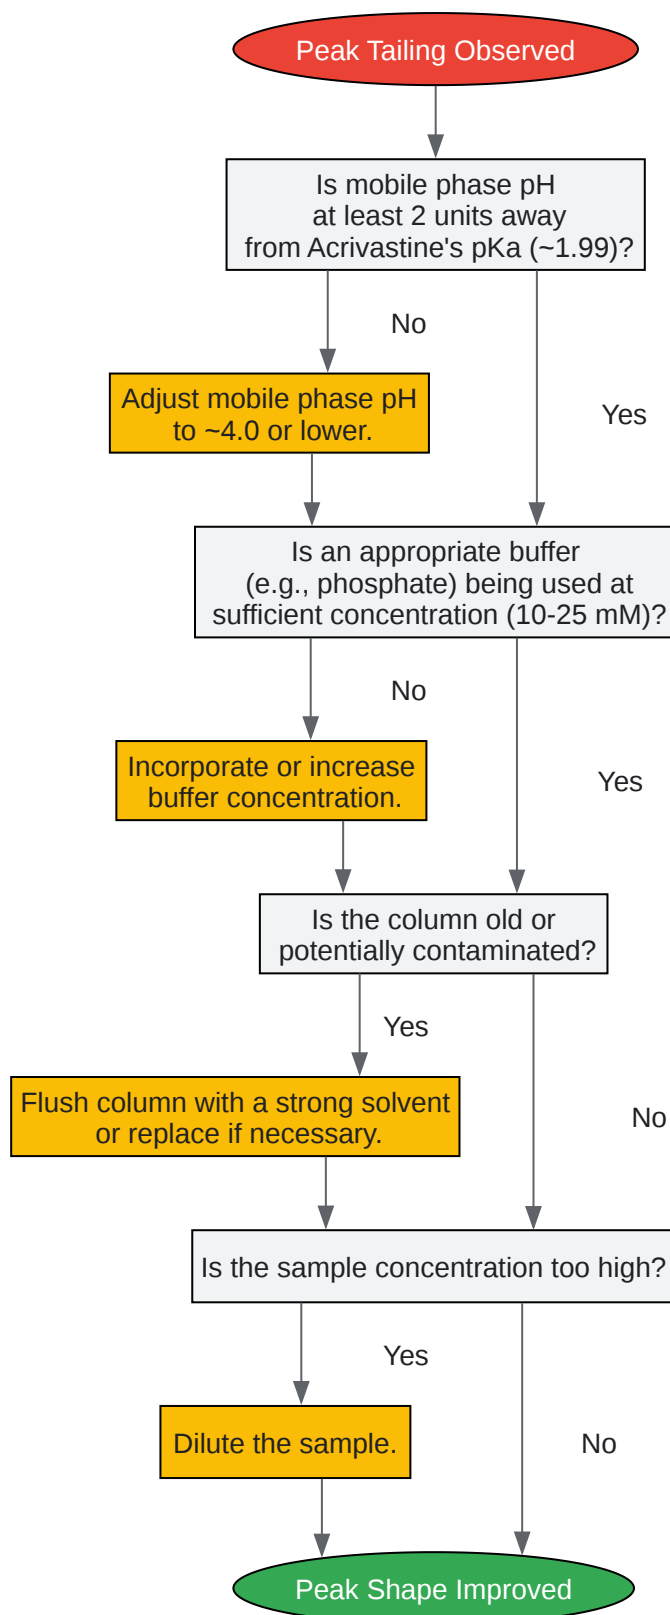 Peak Tailing Observed
Is mobile phase pH
at least 2 units away
from Acrivastine's pKa (~1.99)?
No
Adjust mobile phase pH
to ~4.0 or lower.
Yes
Is an appropriate buffer
(e.g., phosphate) being used at
sufficient concentration (10-25 mM)?
No
Incorporate or increase
buffer concentration.
Yes
Is the column old or
potentially contaminated?
Yes
Flush column with a strong solvent
or replace if necessary.
No
Is the sample concentration too high?
Yes
Dilute the sample.
No
Peak Shape Improved